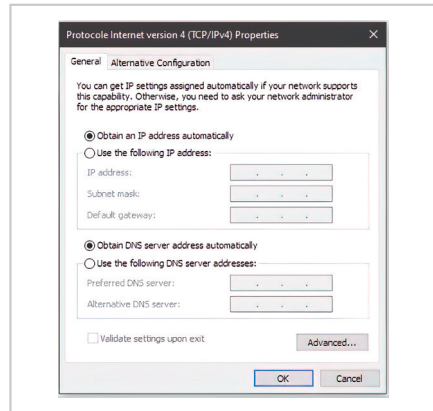 Protocole Internet version 4 (TCP/IPv4) Properties
General
Alternative Configuration
You can get IP settings assigned automatically if your network supports
this capability. Otherwise, you need to ask your network administrator
for the appropriate IP settings.
Obtain an IP address automatically
Use the following IP address:
IP address:
Subnet mask:
Default gateway:
Obtain DNS server address automatically
Use the following DNS server addresses:
Preferred DNS server:
Alternative DNS server:
Validate settings upon exit
Advanced...
OK
Cancel